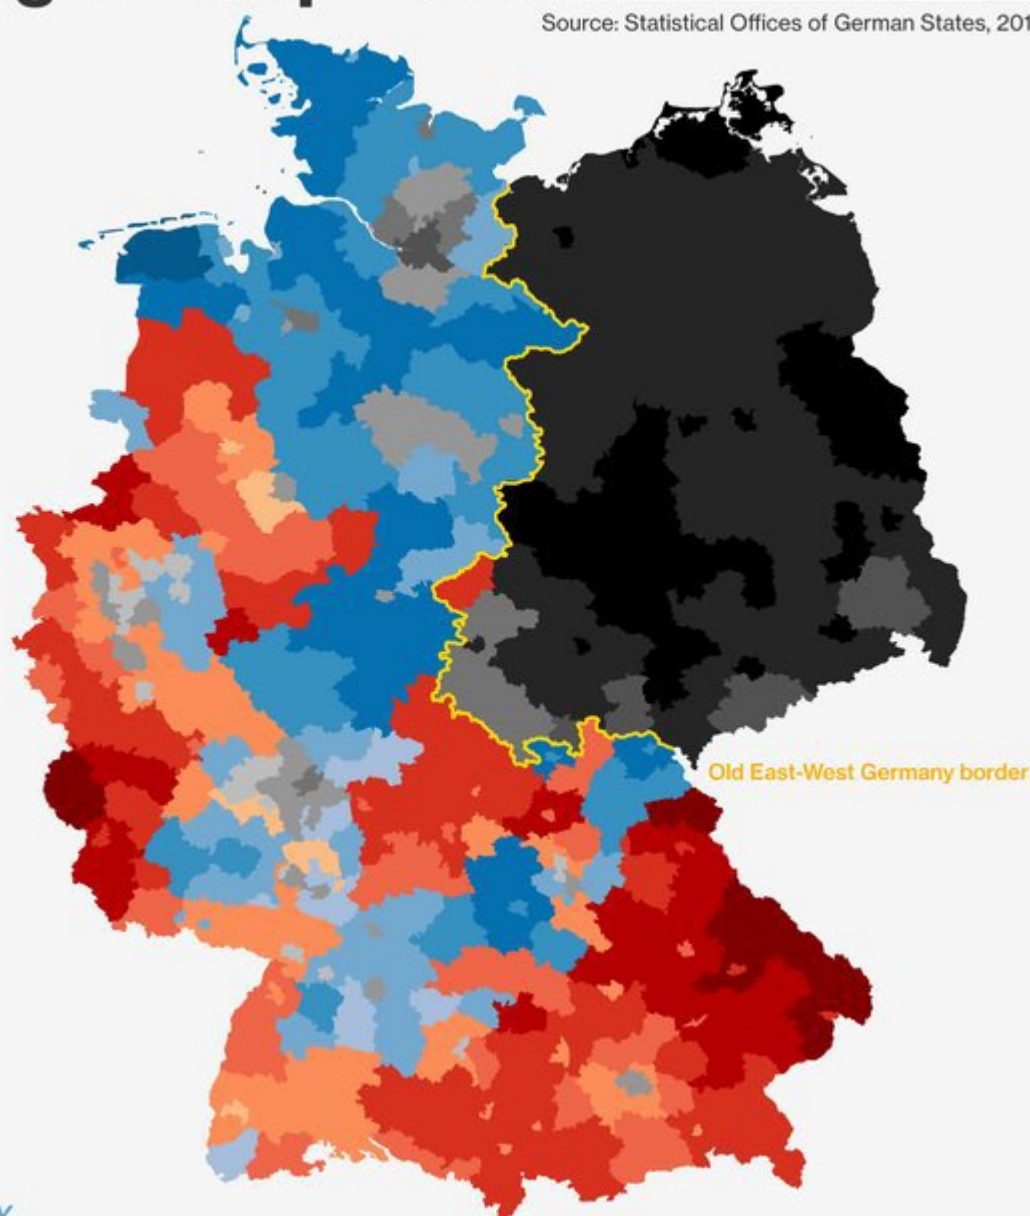 Source: Statistical Offices of German States, 201
Old East-West Germany border